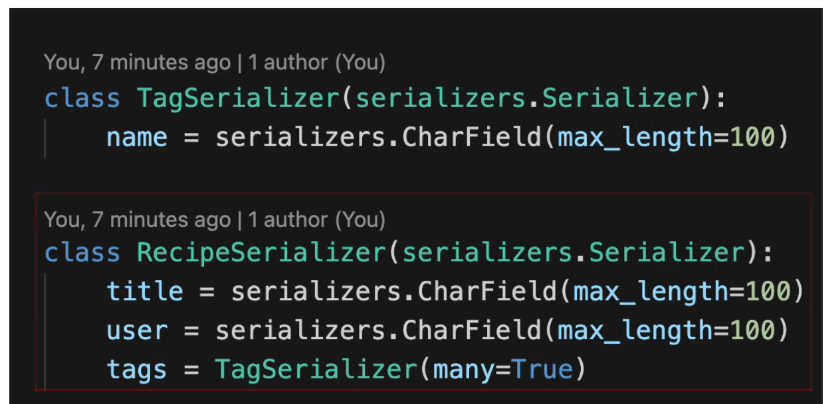 You, 7 minutes ago | 1 author (You)
class TagSerializer(serializers.Serializer):
    name = serializers.CharField(max_length=100)
You, 7 minutes ago | 1 author (You)
class RecipeSerializer(serializers.Serializer):
    title = serializers.CharField(max_length=100)
    user = serializers.CharField(max_length=100)
    tags = TagSerializer(many=True)